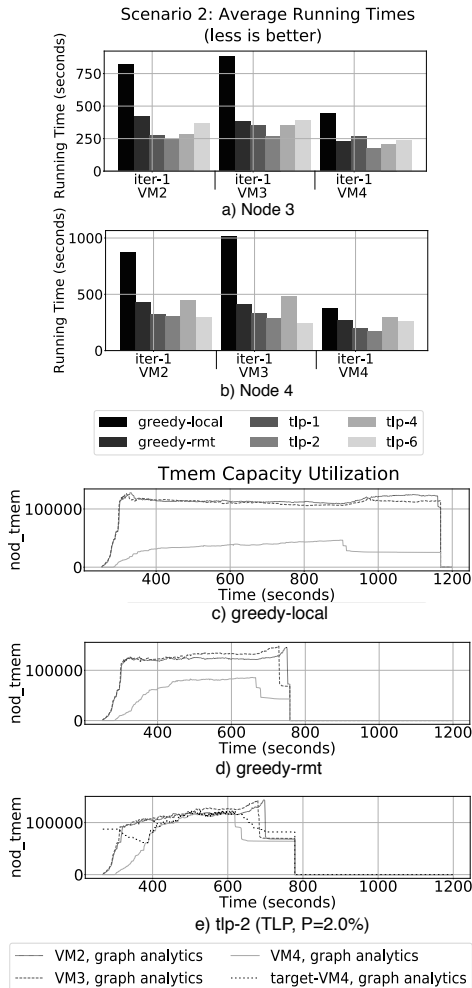 Scenario 2: Average Running Times
(less is better)
Running Time (seconds)
750
500
250
0
iter-1 iter-1 iter-1
VM2 VM3 VM4
a) Node 3
Running Time (seconds)
1000
500
0
iter-1 iter-1 iter-1
VM2 VM3 VM4
b) Node 4
greedy-local tlp-1 tlp-4
greedy-rmt tlp-2 tlp-6
Tmem Capacity Utilization
nod_tmem
100000
0
400 600 800 1000 1200
Time (seconds)
c) greedy-local
nod_tmem
100000
0
400 600 800 1000 1200
Time (seconds)
d) greedy-rmt
nod_tmem
100000
0
400 600 800 1000 1200
Time (seconds)
e) tlp-2 (TLP, P=2.0%)
VM2, graph analytics VM4, graph analytics
VM3, graph analytics target-VM4, graph analytics